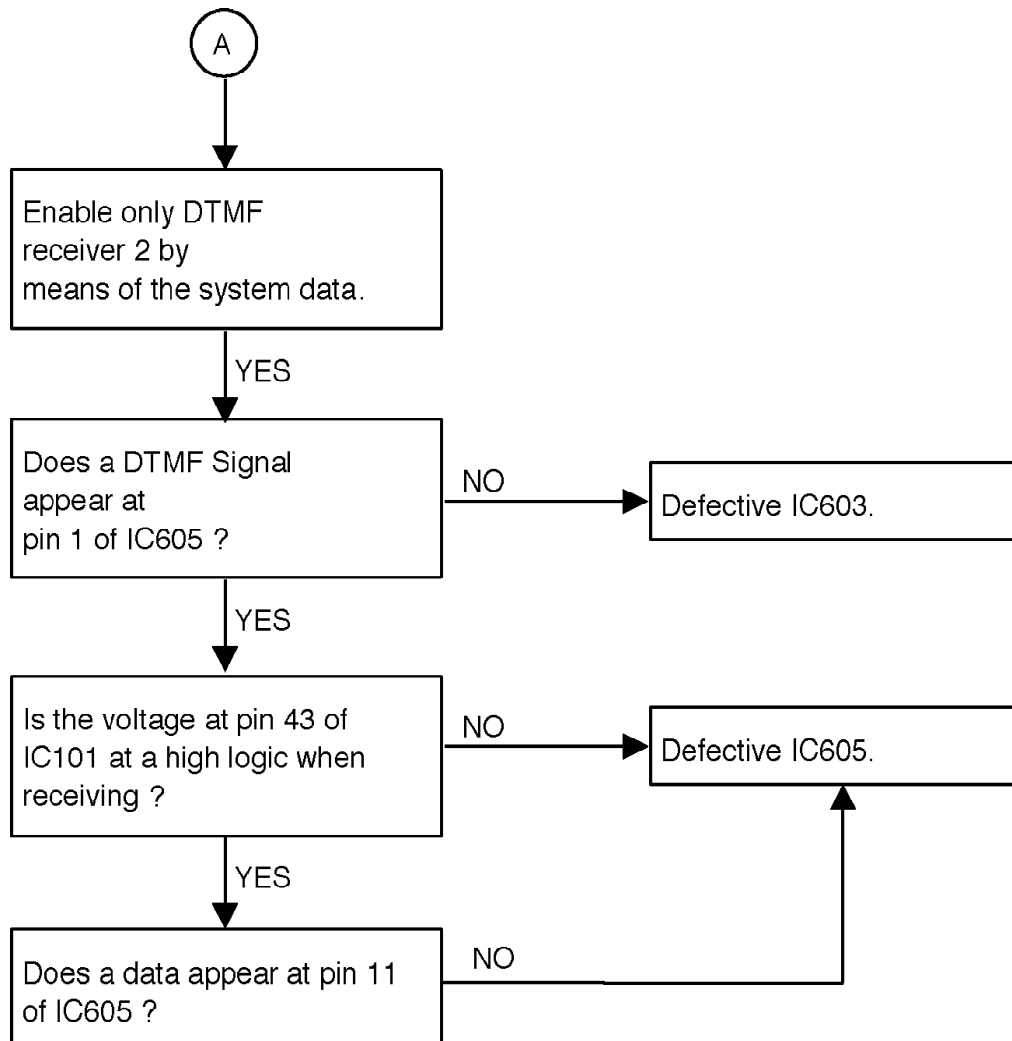 A
Enable only DTMF
receiver 2 by
means of the system data.
YES
Does a DTMF Signal
appear at
pin 1 of IC605 ?
NO
Defective IC603.
YES
Is the voltage at pin 43 of
IC101 at a high logic when
receiving ?
NO
Defective IC605.
YES
Does a data appear at pin 11
of IC605 ?
NO